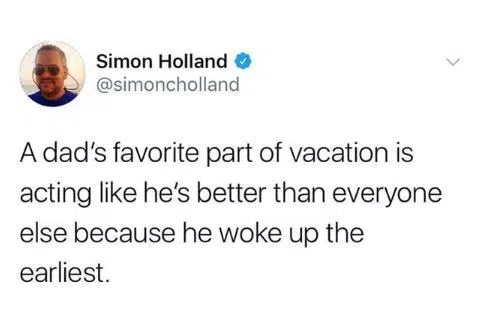 Simon Holland
@simoncholland
A dad's favorite part of vacation is
acting like he's better than everyone
else because he woke up the
earliest.